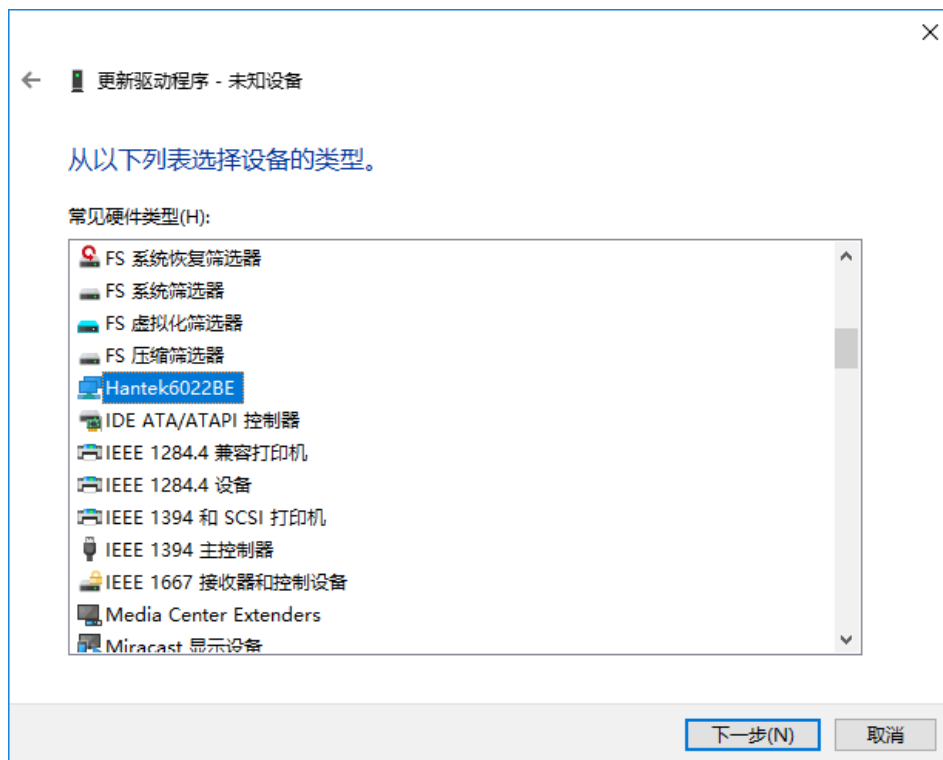 更新驱动程序 - 未知设备
从以下列表选择设备的类型。
常见硬件类型(H):
FS 系统恢复筛选器
FS 系统筛选器
FS 虚拟化筛选器
FS 压缩筛选器
Hantek6022BE
IDE ATA/ATAPI 控制器
IEEE 1284.4 兼容打印机
IEEE 1284.4 设备
IEEE 1394 和 SCSI 打印机
IEEE 1394 主控制器
IEEE 1667 接收器和控制设备
Media Center Extenders
Miracast 显示设备
下一步(N)
取消